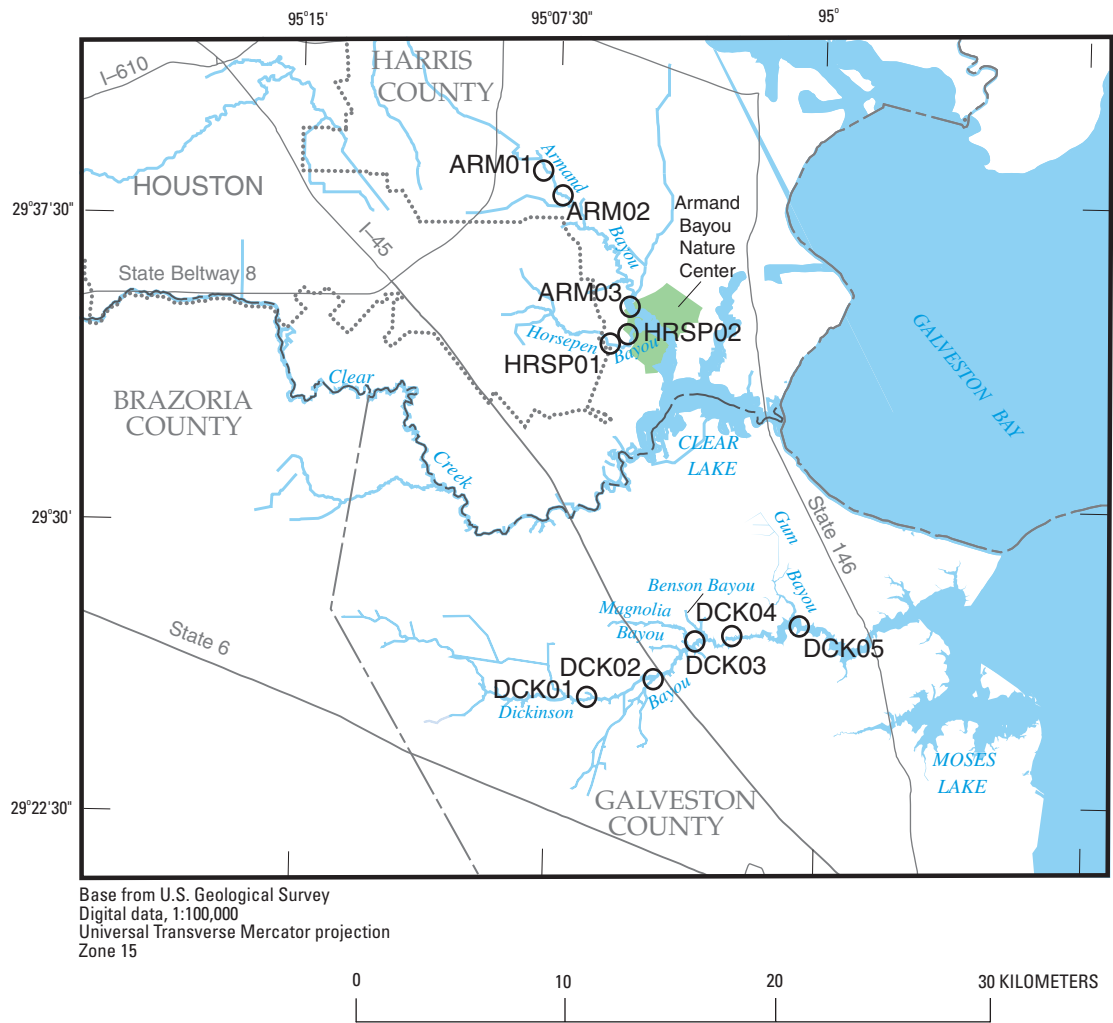 95°15'
95°07'30"
95°
I–610
HARRIS
COUNTY
ARM01
Armand
HOUSTON
29°37'30"
ARM02
Armand
Bayou
Nature
Center
I–45
Bayou
State Beltway 8
ARM03
HRSP02
Horsepen
Bayou
HRSP01
GALVESTON BAY
Clear
BRAZORIA
COUNTY
CLEAR
LAKE
Creek
29°30'
State 146
Gum
Bayou
Benson Bayou
Magnolia
Bayou
DCK04
State 6
DCK05
DCK03
DCK02
DCK01
Bayou
Dickinson
MOSES
LAKE
GALVESTON
COUNTY
29°22'30"
Base from U.S. Geological Survey
Digital data, 1:100,000
Universal Transverse Mercator projection
Zone 15
0 10 20 30 KILOMETERS